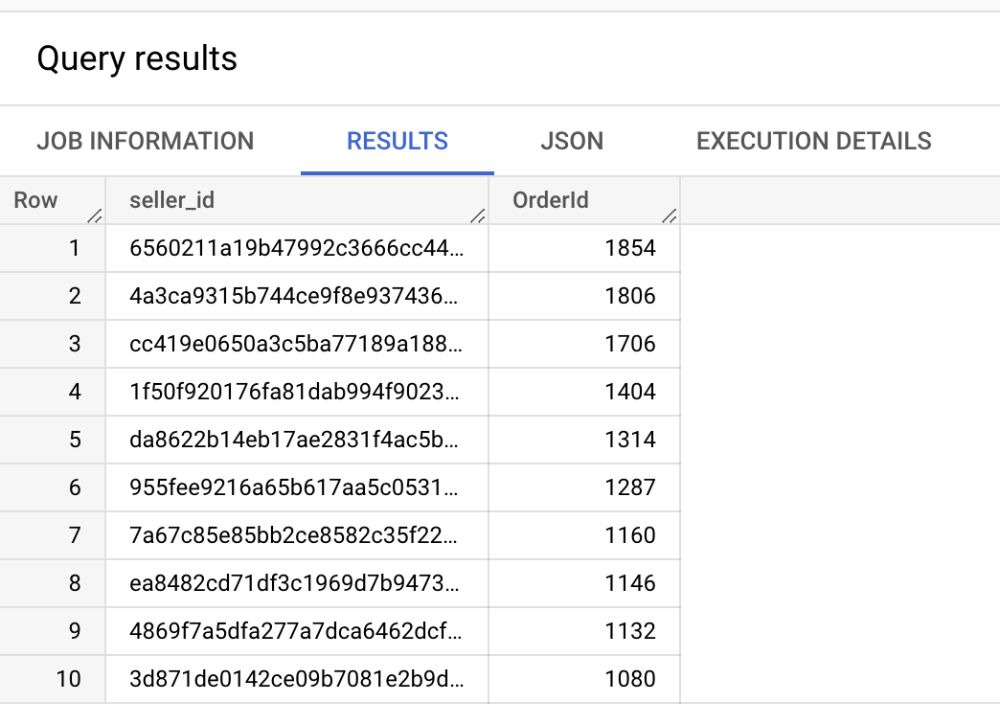 Query results
JOB INFORMATION RESULTS JSON EXECUTION DETAILS
Row seller_id OrderId
1 6560211a19b47992c3666cc44... 1854
2 4a3ca9315b744ce9f8e937436... 1806
3 cc419e0650a3c5ba77189a188... 1706
4 1f50f920176fa81dab994f9023... 1404
5 da8622b14eb17ae2831f4ac5b... 1314
6 955fee9216a65b617aa5c0531... 1287
7 7a67c85e85bb2ce8582c35f22... 1160
8 ea8482cd71df3c1969d7b9473... 1146
9 4869f7a5dfa277a7dca6462dcf... 1132
10 3d871de0142ce09b7081e2b9d... 1080